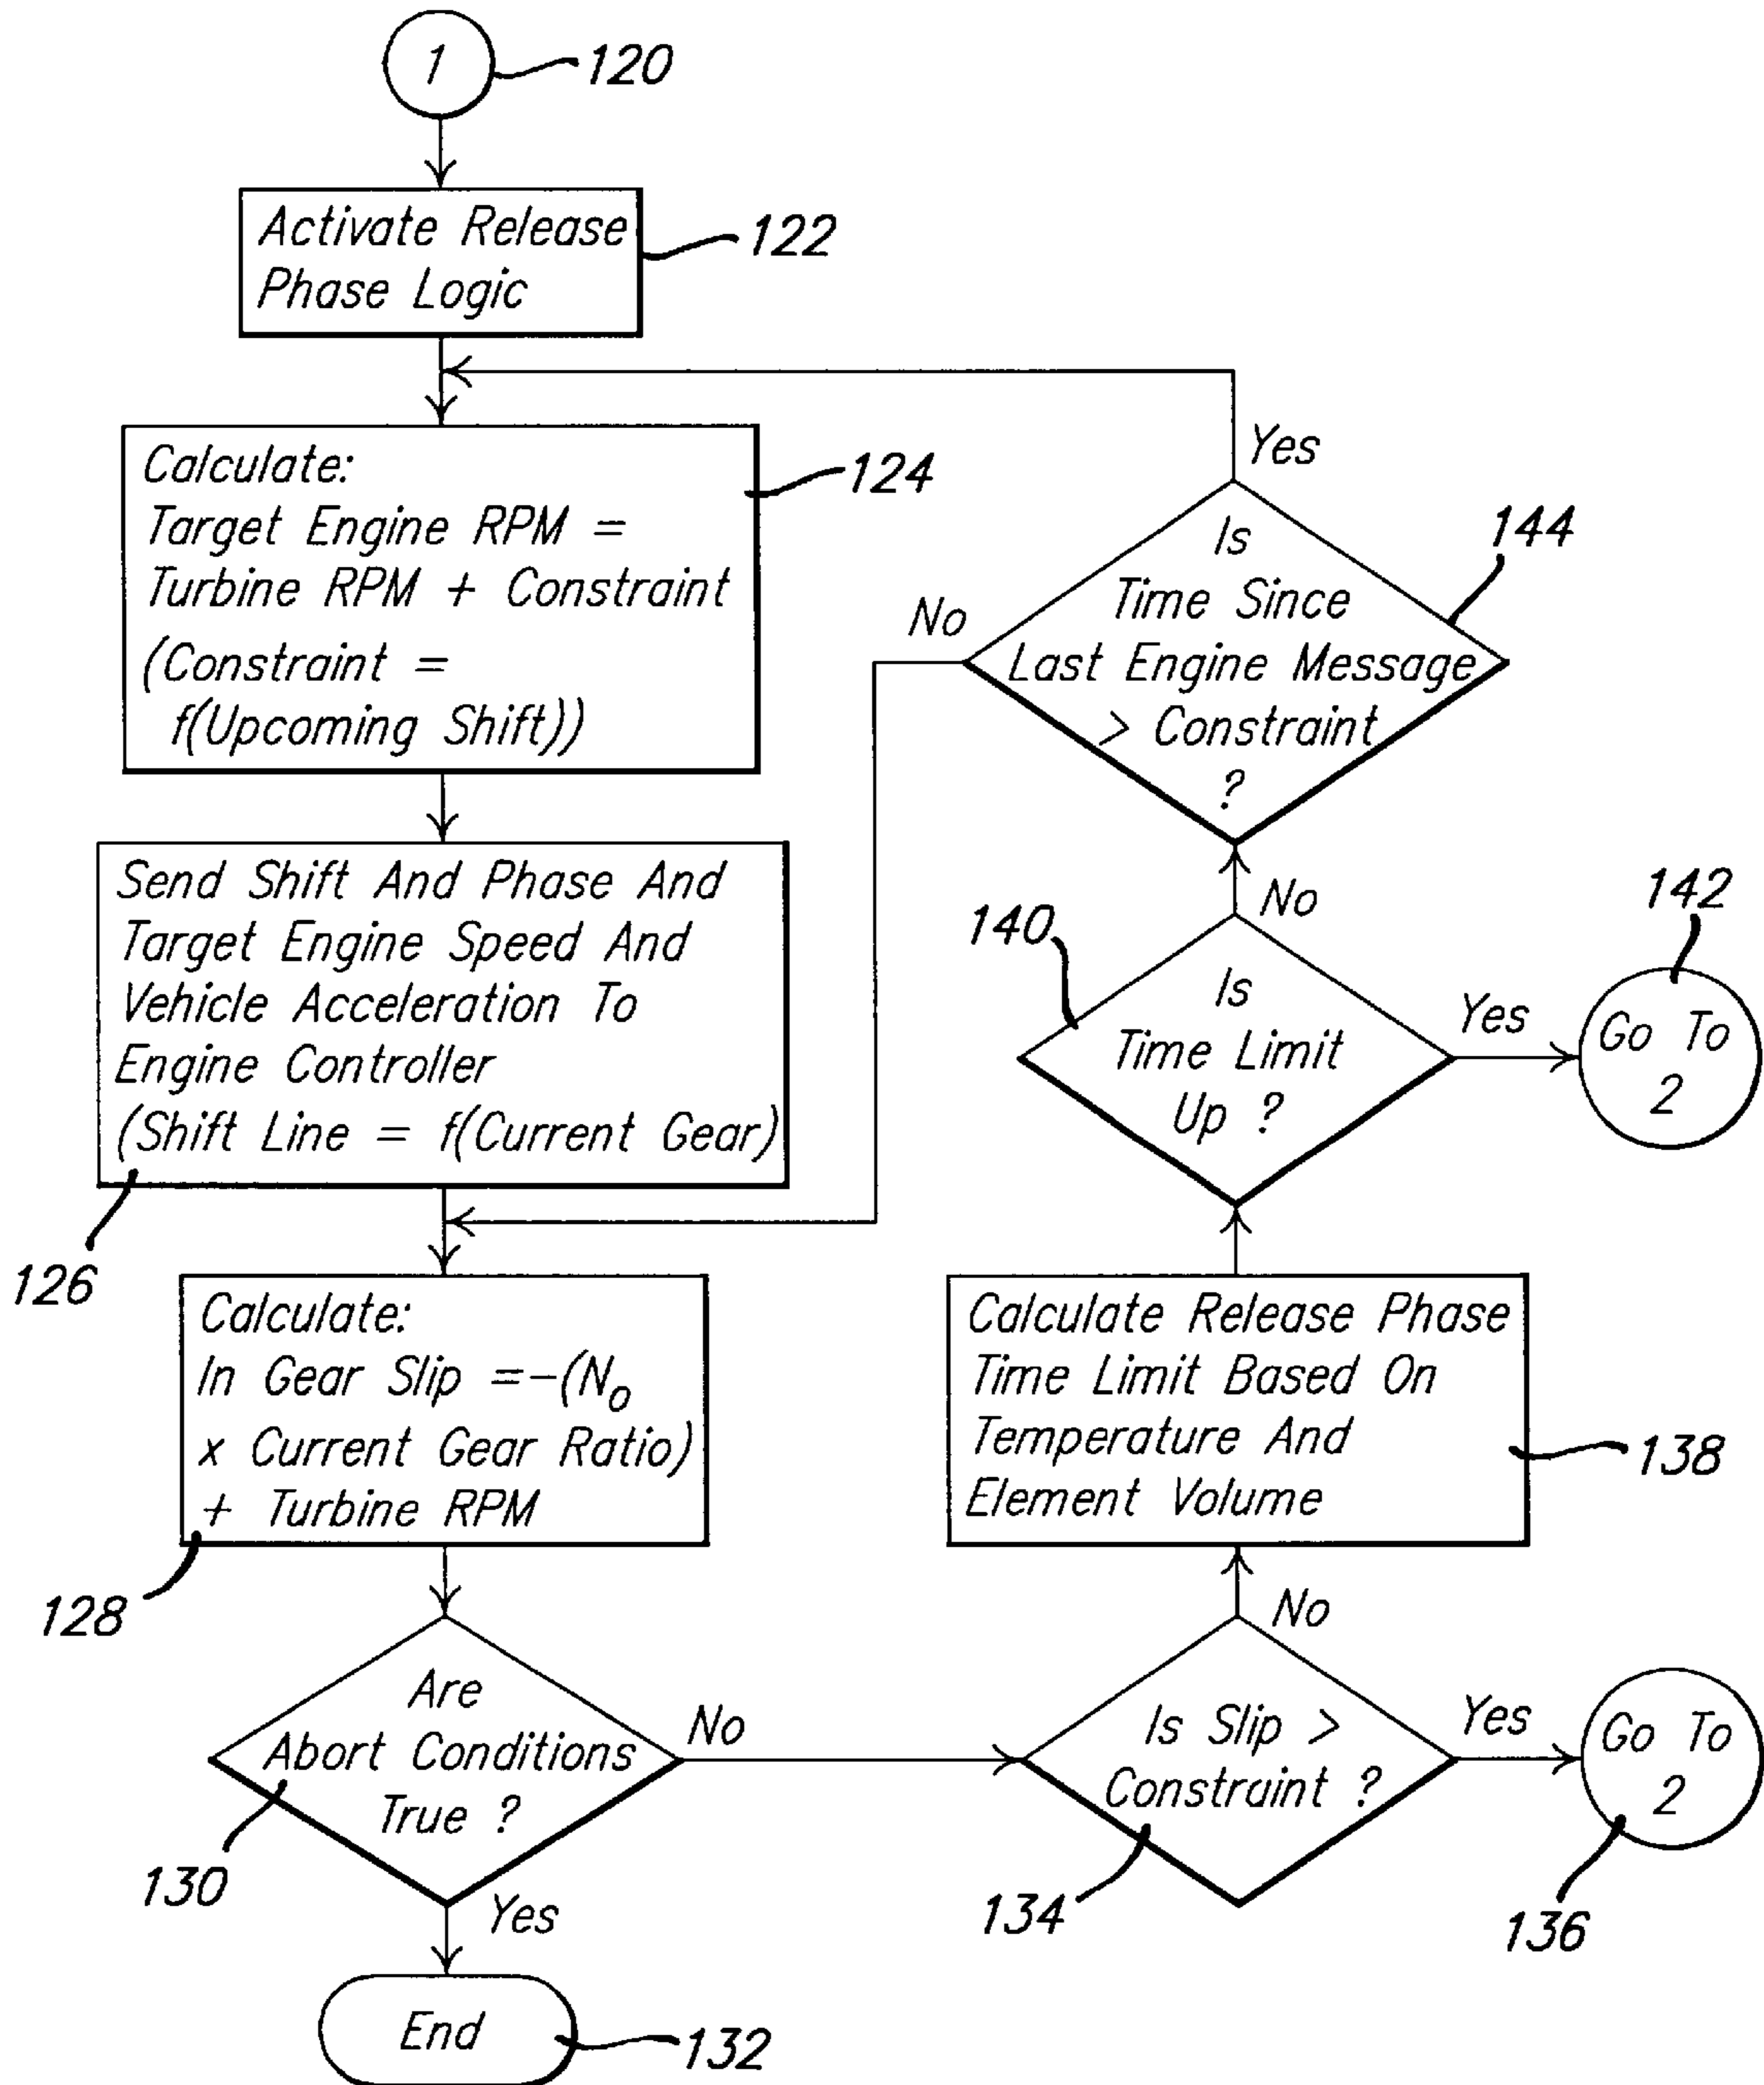 1
120
Activate Release
Phase Logic
122
Calculate:
Target Engine RPM =
Turbine RPM + Constraint
(Constraint =
f(Upcoming Shift))
124
Send Shift And Phase And
Target Engine Speed And
Vehicle Acceleration To
Engine Controller
(Shift Line = f(Current Gear)
126
Calculate:
In Gear Slip =-(No
x Current Gear Ratio)
+ Turbine RPM
128
Are
Abort Conditions
True ?
130
No
Yes
End
132
Is Slip >
Constraint ?
134
Yes
Go To
2
136
No
Calculate Release Phase
Time Limit Based On
Temperature And
Element Volume
138
Is
Time Limit
Up ?
140
Yes
Go To
2
142
No
Is
Time Since
Last Engine Message
> Constraint
?
144
No
Yes